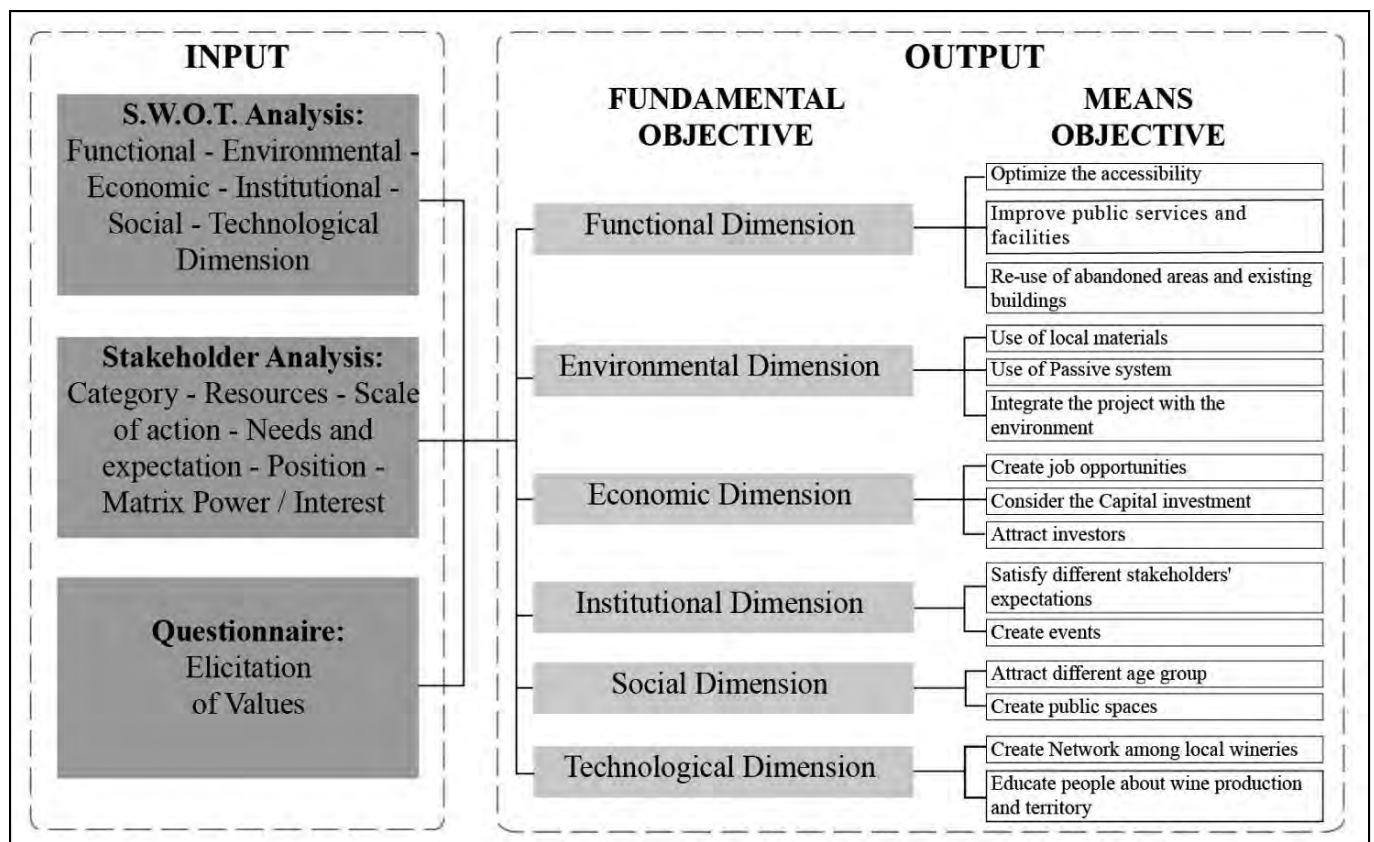 INPUT
S.W.O.T. Analysis:
Functional - Environmental -
Economic - Institutional -
Social - Technological
Dimension
Stakeholder Analysis:
Category - Resources - Scale
of action - Needs and
expectation - Position -
Matrix Power / Interest
Questionnaire:
Elicitation
of Values
OUTPUT
FUNDAMENTAL
OBJECTIVE
MEANS
OBJECTIVE
Functional Dimension
Optimize the accessibility
Improve public services and
facilities
Re-use of abandoned areas and existing
buildings
Environmental Dimension
Use of local materials
Use of Passive system
Integrate the project with the
environment
Economic Dimension
Create job opportunities
Consider the Capital investment
Attract investors
Institutional Dimension
Satisfy different stakeholders'
expectations
Create events
Social Dimension
Attract different age group
Create public spaces
Technological Dimension
Create Network among local wineries
Educate people about wine production
and territory